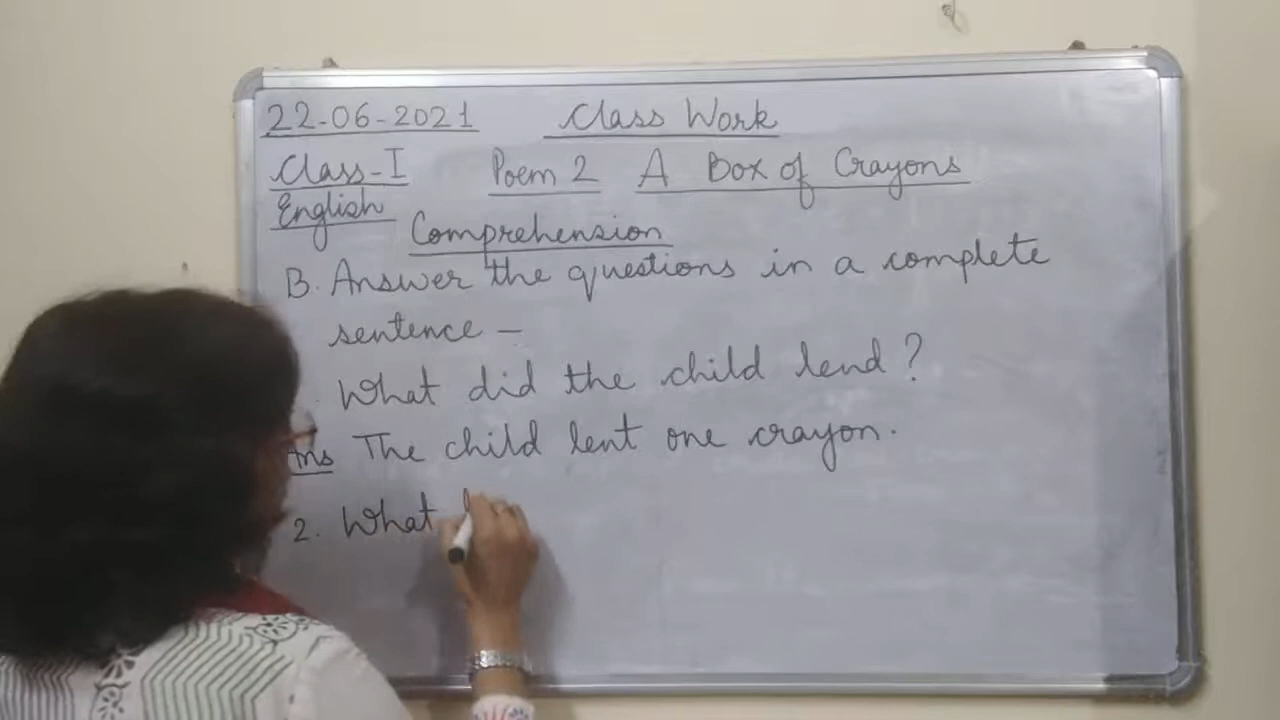 22-06-2021 Class Work
Class-I Poem 2 A Box of Crayons
English
Comprehension
B. Answer the questions in a complete
sentence –
What did the child lend?
Ans The child lent one crayon.
2. What